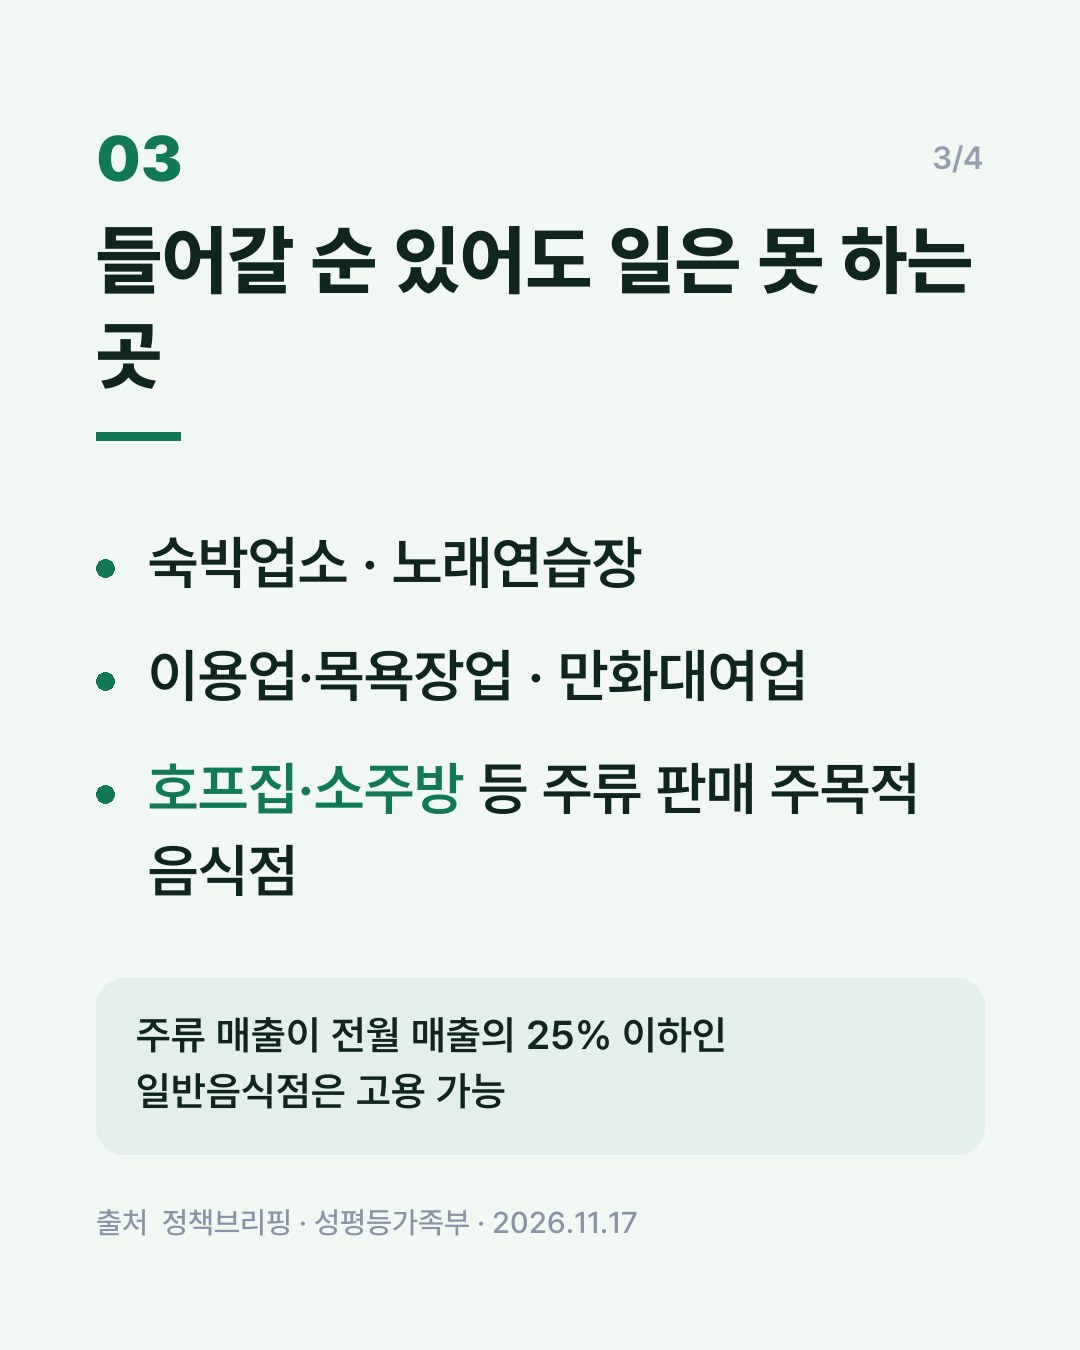 03
3/4
들어갈 순 있어도 일은 못 하는
곳
숙박업소 · 노래연습장
이용업·목욕장업 · 만화대여업
호프집·소주방 등 주류 판매 주목적
음식점
주류 매출이 전월 매출의 25% 이하인
일반음식점은 고용 가능
출처 정책브리핑 · 성평등가족부 · 2026.11.17